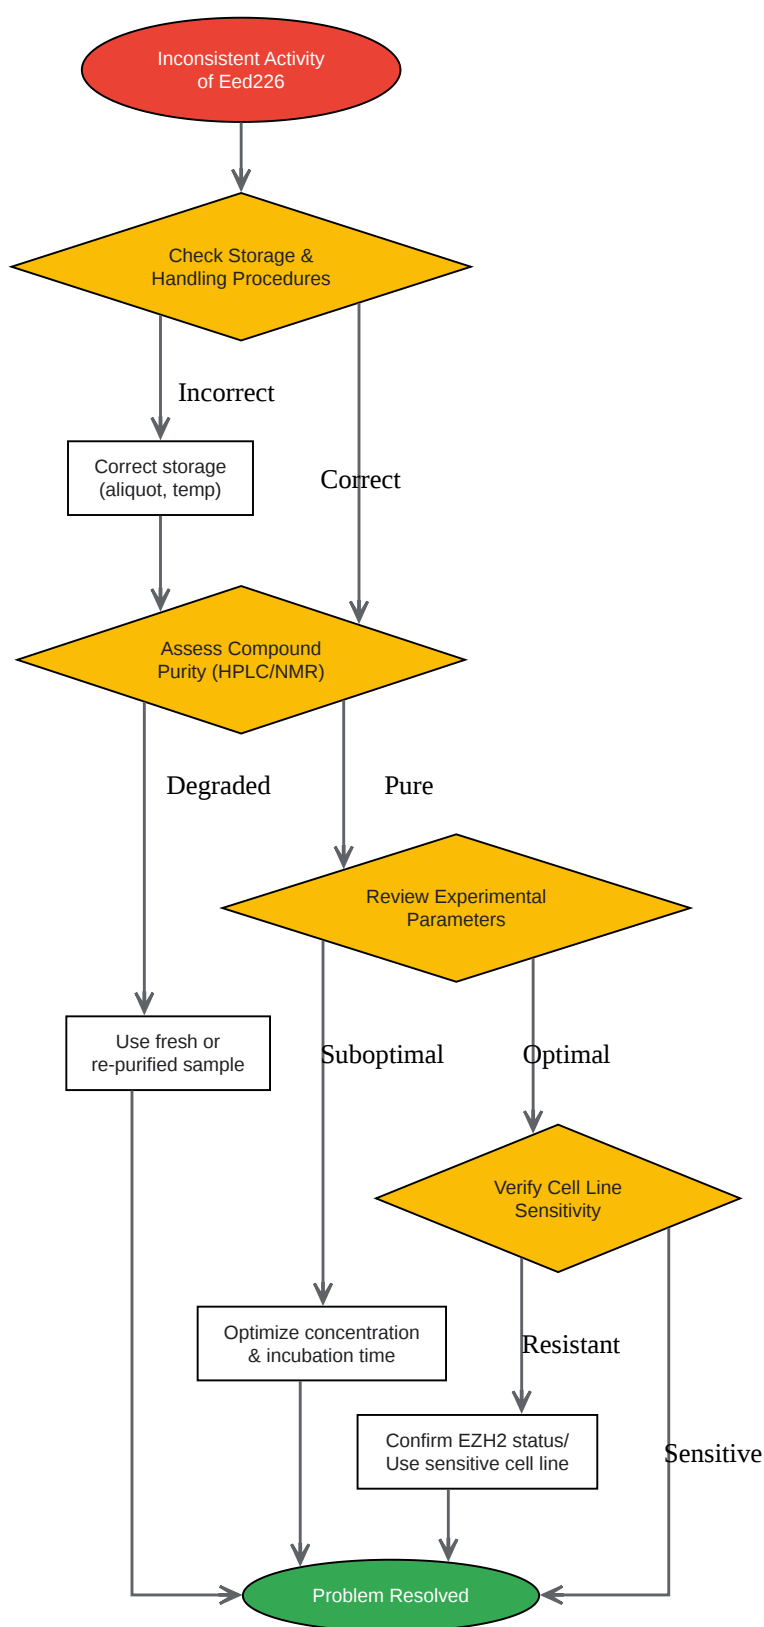 Inconsistent Activity
of Eed226
Check Storage &
Handling Procedures
Incorrect
Correct storage
(aliquot, temp)
Correct
Assess Compound
Purity (HPLC/NMR)
Degraded
Pure
Review Experimental
Parameters
Use fresh or
re-purified sample
Suboptimal
Optimal
Verify Cell Line
Sensitivity
Optimize concentration
& incubation time
Resistant
Confirm EZH2 status/
Use sensitive cell line
Sensitive
Problem Resolved